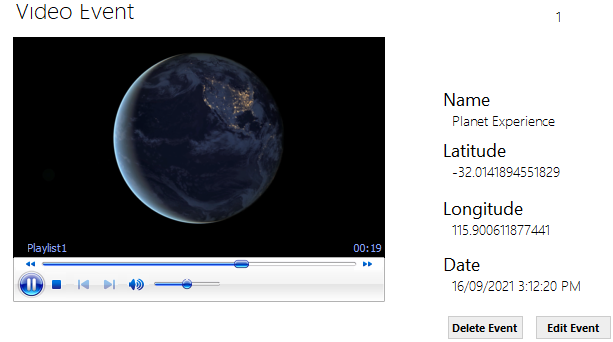 Video Event
1
Playlist1
00:19
Name
Planet Experience
Latitude
-32.0141894551829
Longitude
115.900611877441
Date
16/09/2021 3:12:20 PM
Delete Event
Edit Event